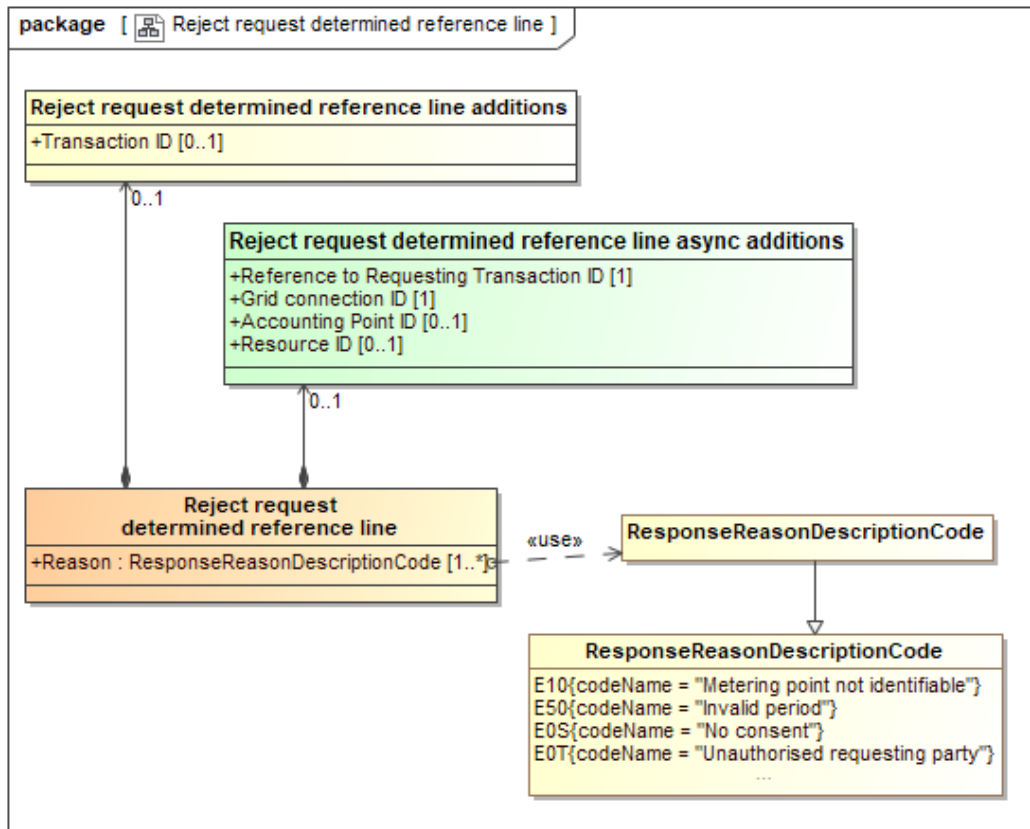 package [ Reject request determined reference line ]
Reject request determined reference line additions
+Transaction ID [0..1]
0..1
Reject request determined reference line async additions
+Reference to Requesting Transaction ID [1]
+Grid connection ID [1]
+Accounting Point ID [0..1]
+Resource ID [0..1]
0..1
Reject request
determined reference line
+Reason : ResponseReasonDescriptionCode [1..*]
«use»
ResponseReasonDescriptionCode
ResponseReasonDescriptionCode
E10{codeName = "Metering point not identifiable"}
E50{codeName = "Invalid period"}
E0S{codeName = "No consent"}
E0T{codeName = "Unauthorised requesting party"}
...